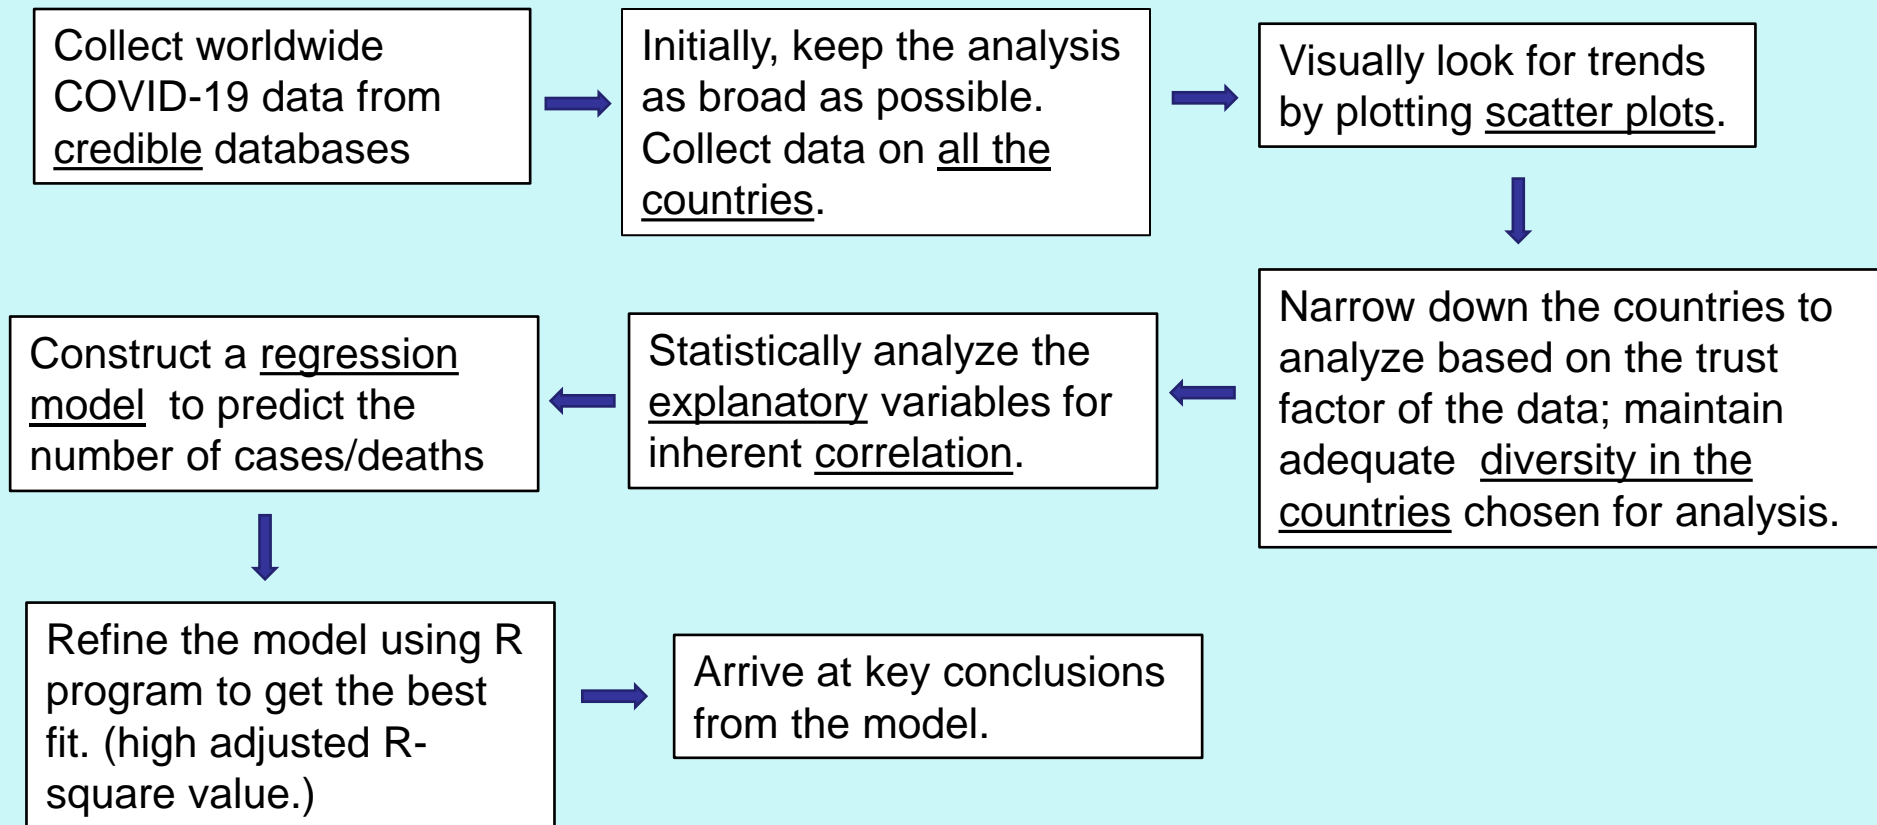 Collect worldwide
COVID-19 data from
credible databases
Initially, keep the analysis
as broad as possible.
Collect data on all the
countries.
Visually look for trends
by plotting scatter plots.
Narrow down the countries to
analyze based on the trust
factor of the data; maintain
adequate diversity in the
countries chosen for analysis.
Statistically analyze the
explanatory variables for
inherent correlation.
Construct a regression
model to predict the
number of cases/deaths
Refine the model using R
program to get the best
fit. (high adjusted R-
square value.)
Arrive at key conclusions
from the model.